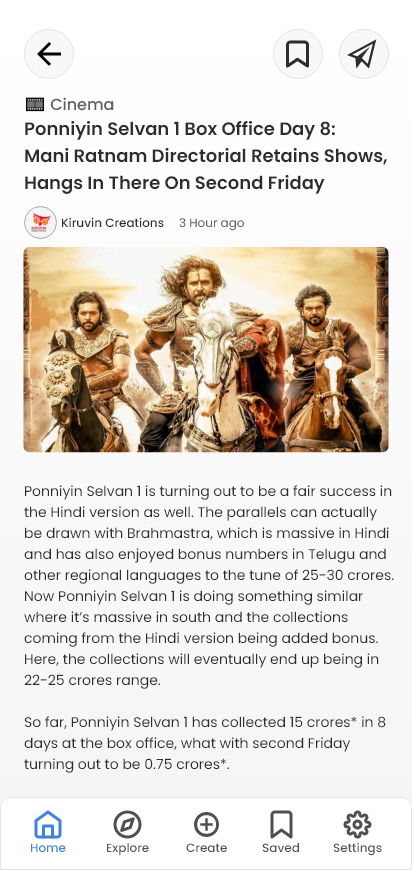 Cinema
Ponniyin Selvan 1 Box Office Day 8:
Mani Ratnam Directorial Retains Shows,
Hangs In There On Second Friday
Kiruvin Creations 3 Hour ago
Ponniyin Selvan 1 is turning out to be a fair success in
the Hindi version as well. The parallels can actually
be drawn with Brahmastra, which is massive in Hindi
and has also enjoyed bonus numbers in Telugu and
other regional languages to the tune of 25-30 crores.
Now Ponniyin Selvan 1 is doing something similar
where it’s massive in south and the collections
coming from the Hindi version being added bonus.
Here, the collections will eventually end up being in
22-25 crores range.
So far, Ponniyin Selvan 1 has collected 15 crores* in 8
days at the box office, what with second Friday
turning out to be 0.75 crores*.
Home Explore Create Saved Settings